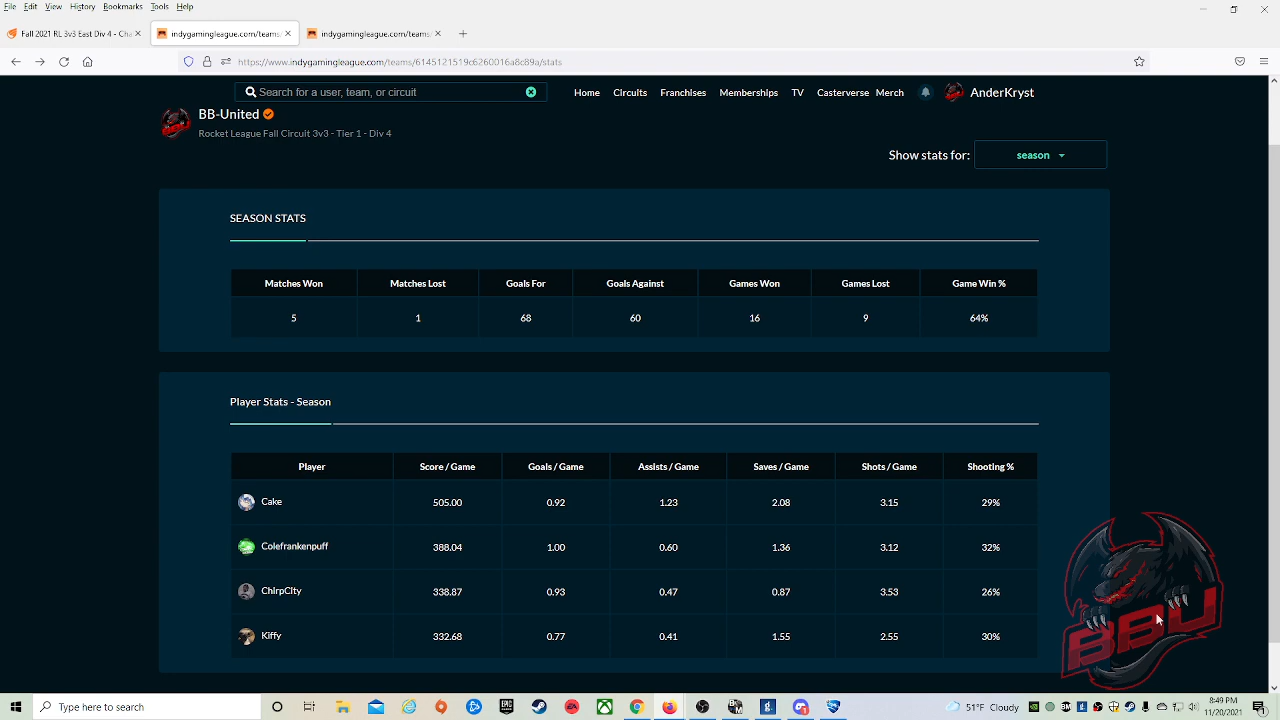 File Edit View History Bookmarks Tools Help
Fall 2021 RL 3v3 East Div 4 - Cha
indygamingleague.com/teams/
indygamingleague.com/teams/
https://www.indygamingleague.com/teams/6145121519c6260016a8c89a/stats
Search for a user, team, or circuit
Home Circuits Franchises Memberships TV Casterverse Merch AnderKryst
BB-United
Rocket League Fall Circuit 3v3 - Tier 1 - Div 4
Show stats for: season
SEASON STATS
Matches Won Matches Lost Goals For Goals Against Games Won Games Lost Game Win %
5 1 68 60 16 9 64%
Player Stats - Season
Player Score / Game Goals / Game Assists / Game Saves / Game Shots / Game Shooting %
Cake 505.00 0.92 1.23 2.08 3.15 29%
Colefrankenpuff 388.04 1.00 0.60 1.36 3.12 32%
ChIrpCIty 338.87 0.93 0.47 0.87 3.53 26%
Kiffy 332.68 0.77 0.41 1.55 2.55 30%
BBU
Type here to search
EPIC
EA
51°F Cloudy
8:49 PM
11/20/2021